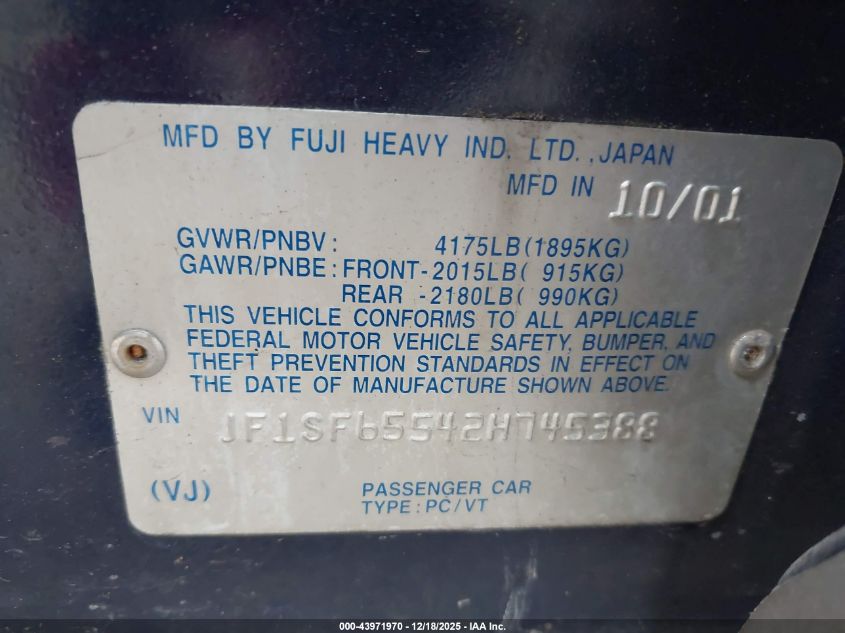 MFD BY FUJI HEAVY IND. LTD., JAPAN
MFD IN 10/01
GVWR/PNBV: 4175LB(1895KG)
GAWR/PNBE: FRONT-2015LB( 915KG)
REAR -2180LB( 990KG)
THIS VEHICLE CONFORMS TO ALL APPLICABLE
FEDERAL MOTOR VEHICLE SAFETY, BUMPER, AND
THEFT PREVENTION STANDARDS IN EFFECT ON
THE DATE OF MANUFACTURE SHOWN ABOVE.
VIN JF1SF65542H745388
(VJ) PASSENGER CAR
TYPE: PC/VT
000-43971970 - 12/18/2025 - IAA Inc.